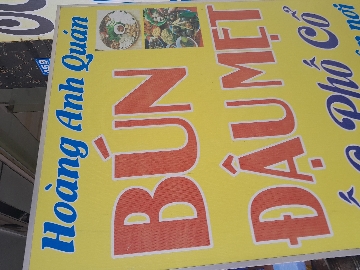 Hoàng Anh Quán
BÚN
ĐẬU MẸT
Phố Cổ